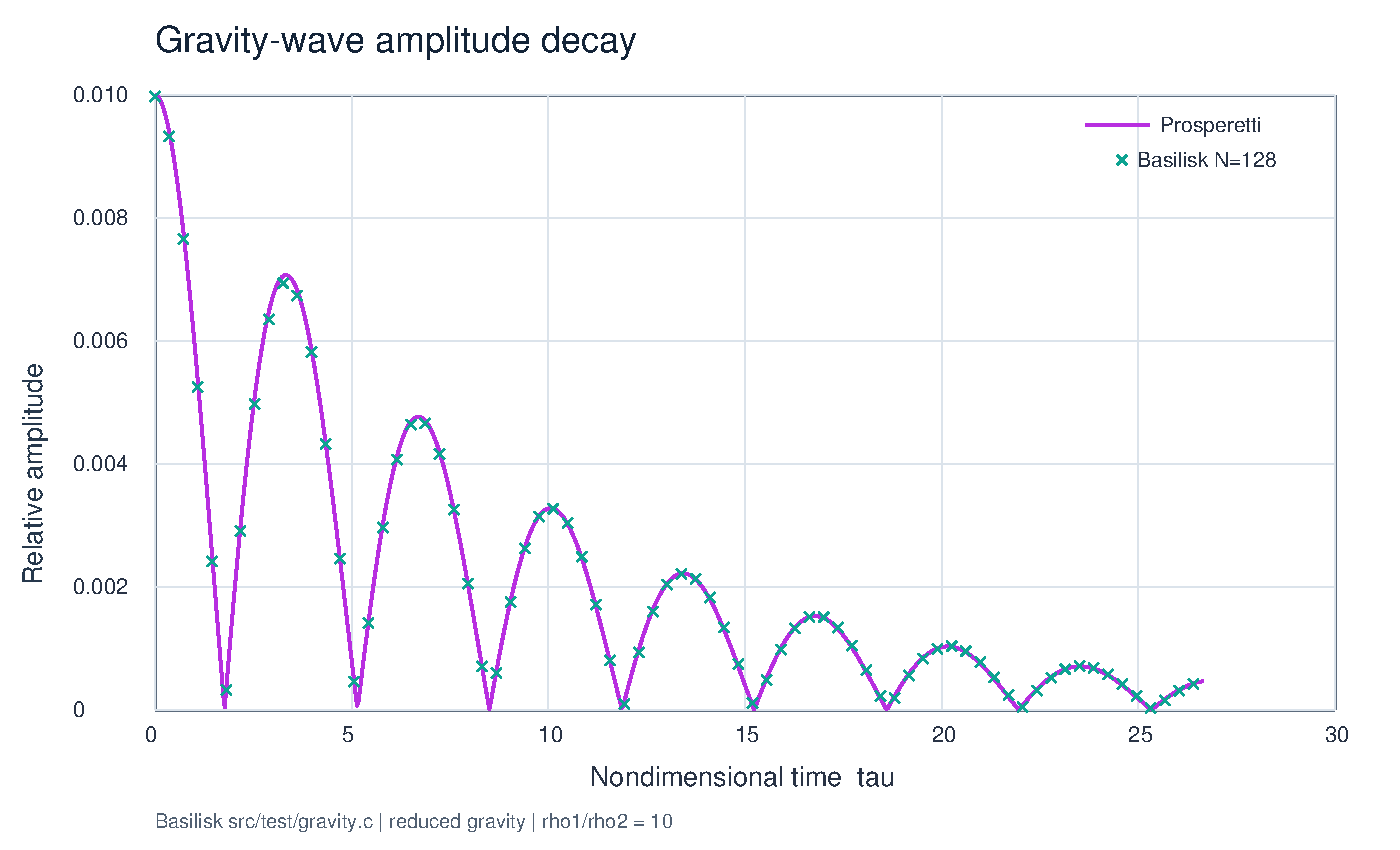 Gravity-wave amplitude decay
0.010
0.008
0.006
0.004
0.002
0
Relative amplitude
Prosperetti
Basilisk N=128
0 5 10 15 20 25 30
Nondimensional time tau
Basilisk src/test/gravity.c | reduced gravity | rho1/rho2 = 10